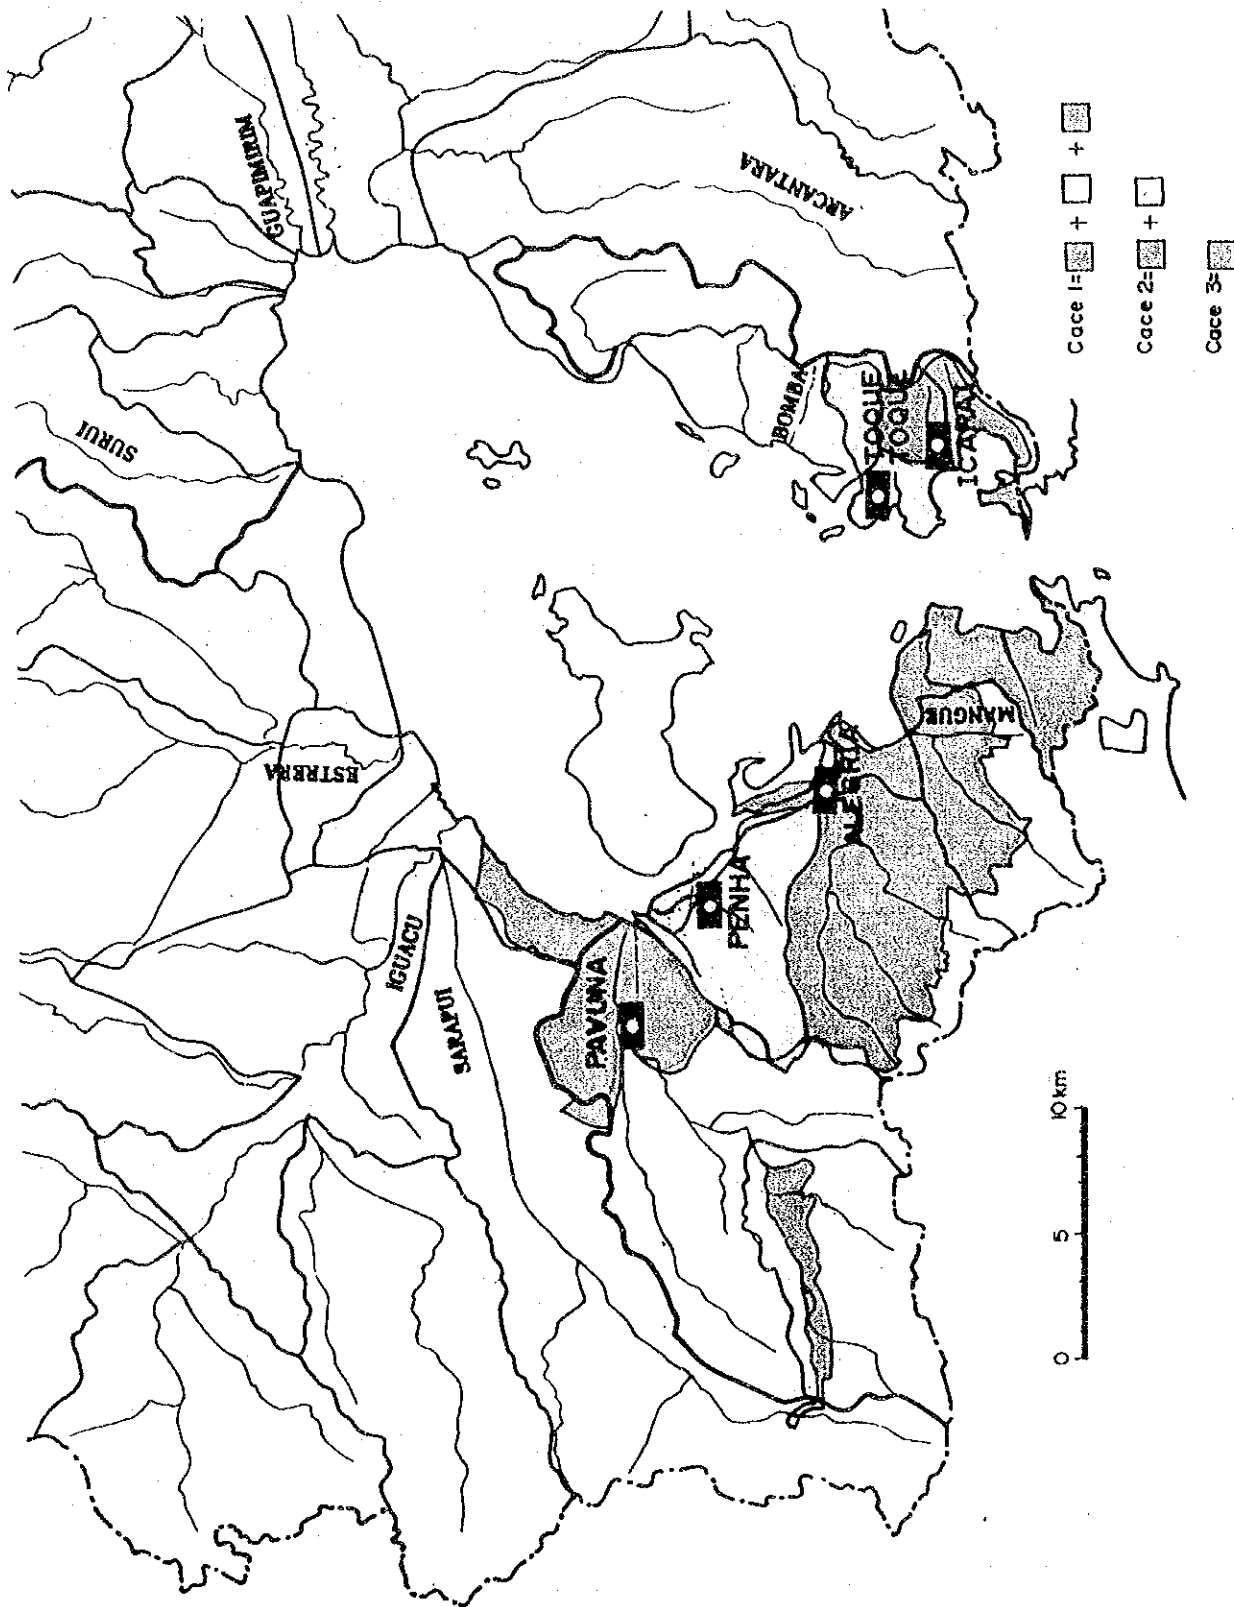 GUAPIMIRIM
SURUI
ESTRERA
IGUACU
SARAPUI
PAVUNA
PENHA
ALEGRIA
MANGUE
ARCANTARA
BOMBA
TOQUE
TOQUE
ICARAI
Cace 1= + +
Cace 2= +
Cace 3=
0 5 10km